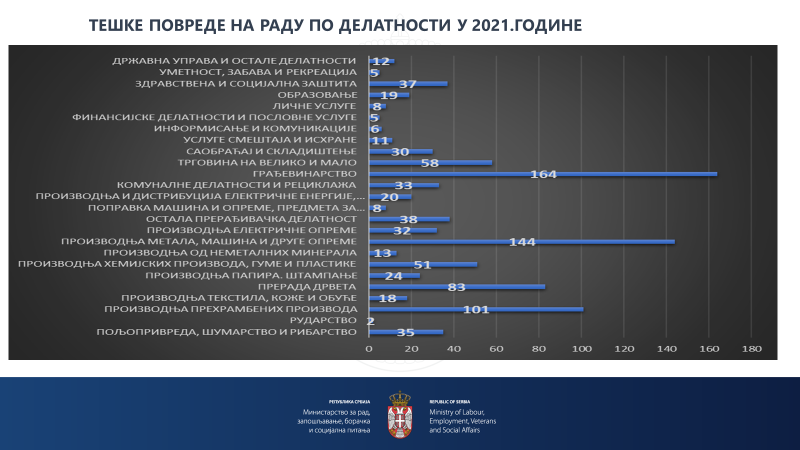 ТЕШКЕ ПОВРЕДЕ НА РАДУ ПО ДЕЛАТНОСТИ У 2021.ГОДИНЕ
ДРЖАВНА УПРАВА И ОСТАЛЕ ДЕЛАТНОСТИ 12
УМЕТНОСТ, ЗАБАВА И РЕКРЕАЦИЈА 5
ЗДРАВСТВЕНА И СОЦИЈАЛНА ЗАШТИТА 37
ОБРАЗОВАЊЕ 19
ЛИЧНЕ УСЛУГЕ 8
ФИНАНСИЈСКЕ ДЕЛАТНОСТИ И ПОСЛОВНЕ УСЛУГЕ 5
ИНФОРМИСАЊЕ И КОМУНИКАЦИЈЕ 6
УСЛУГЕ СМЕШТАЈА И ИСХРАНЕ 11
САОБРАЋАЈ И СКЛАДИШТЕЊЕ 30
ТРГОВИНА НА ВЕЛИКО И МАЛО 58
ГРАЂЕВИНАРСТВО 164
КОМУНАЛНЕ ДЕЛАТНОСТИ И РЕЦИКЛАЖА 33
ПРОИЗВОДЊА И ДИСТРИБУЦИЈА ЕЛЕКТРИЧНЕ ЕНЕРГИЈЕ,... 20
ПОПРАВКА МАШИНА И ОПРЕМЕ, ПРЕДМЕТА ЗА... 8
ОСТАЛА ПРЕРАЂИВАЧКА ДЕЛАТНОСТ 38
ПРОИЗВОДЊА ЕЛЕКТРИЧНЕ ОПРЕМЕ 32
ПРОИЗВОДЊА МЕТАЛА, МАШИНА И ДРУГЕ ОПРЕМЕ 144
ПРОИЗВОДЊА ОД НЕМЕТАЛНИХ МИНЕРАЛА 13
ПРОИЗВОДЊА ХЕМИЈСКИХ ПРОИЗВОДА, ГУМЕ И ПЛАСТИКЕ 51
ПРОИЗВОДЊА ПАПИРА. ШТАМПАЊЕ 24
ПРЕРАДА ДРВЕТА 83
ПРОИЗВОДЊА ТЕКСТИЛА, КОЖЕ И ОБУЋЕ 18
ПРОИЗВОДЊА ПРЕХРАМБЕНИХ ПРОИЗВОДА 101
РУДАРСТВО 2
ПОЉОПРИВРЕДА, ШУМАРСТВО И РИБАРСТВО 35
0 20 40 60 80 100 120 140 160 180
РЕПУБЛИКА СРБИЈА
Министарство за рад,
запошљавање, борачка
и социјална питања
REPUBLIC OF SERBIA
Ministry of Labour,
Employment, Veterans
and Social Affairs